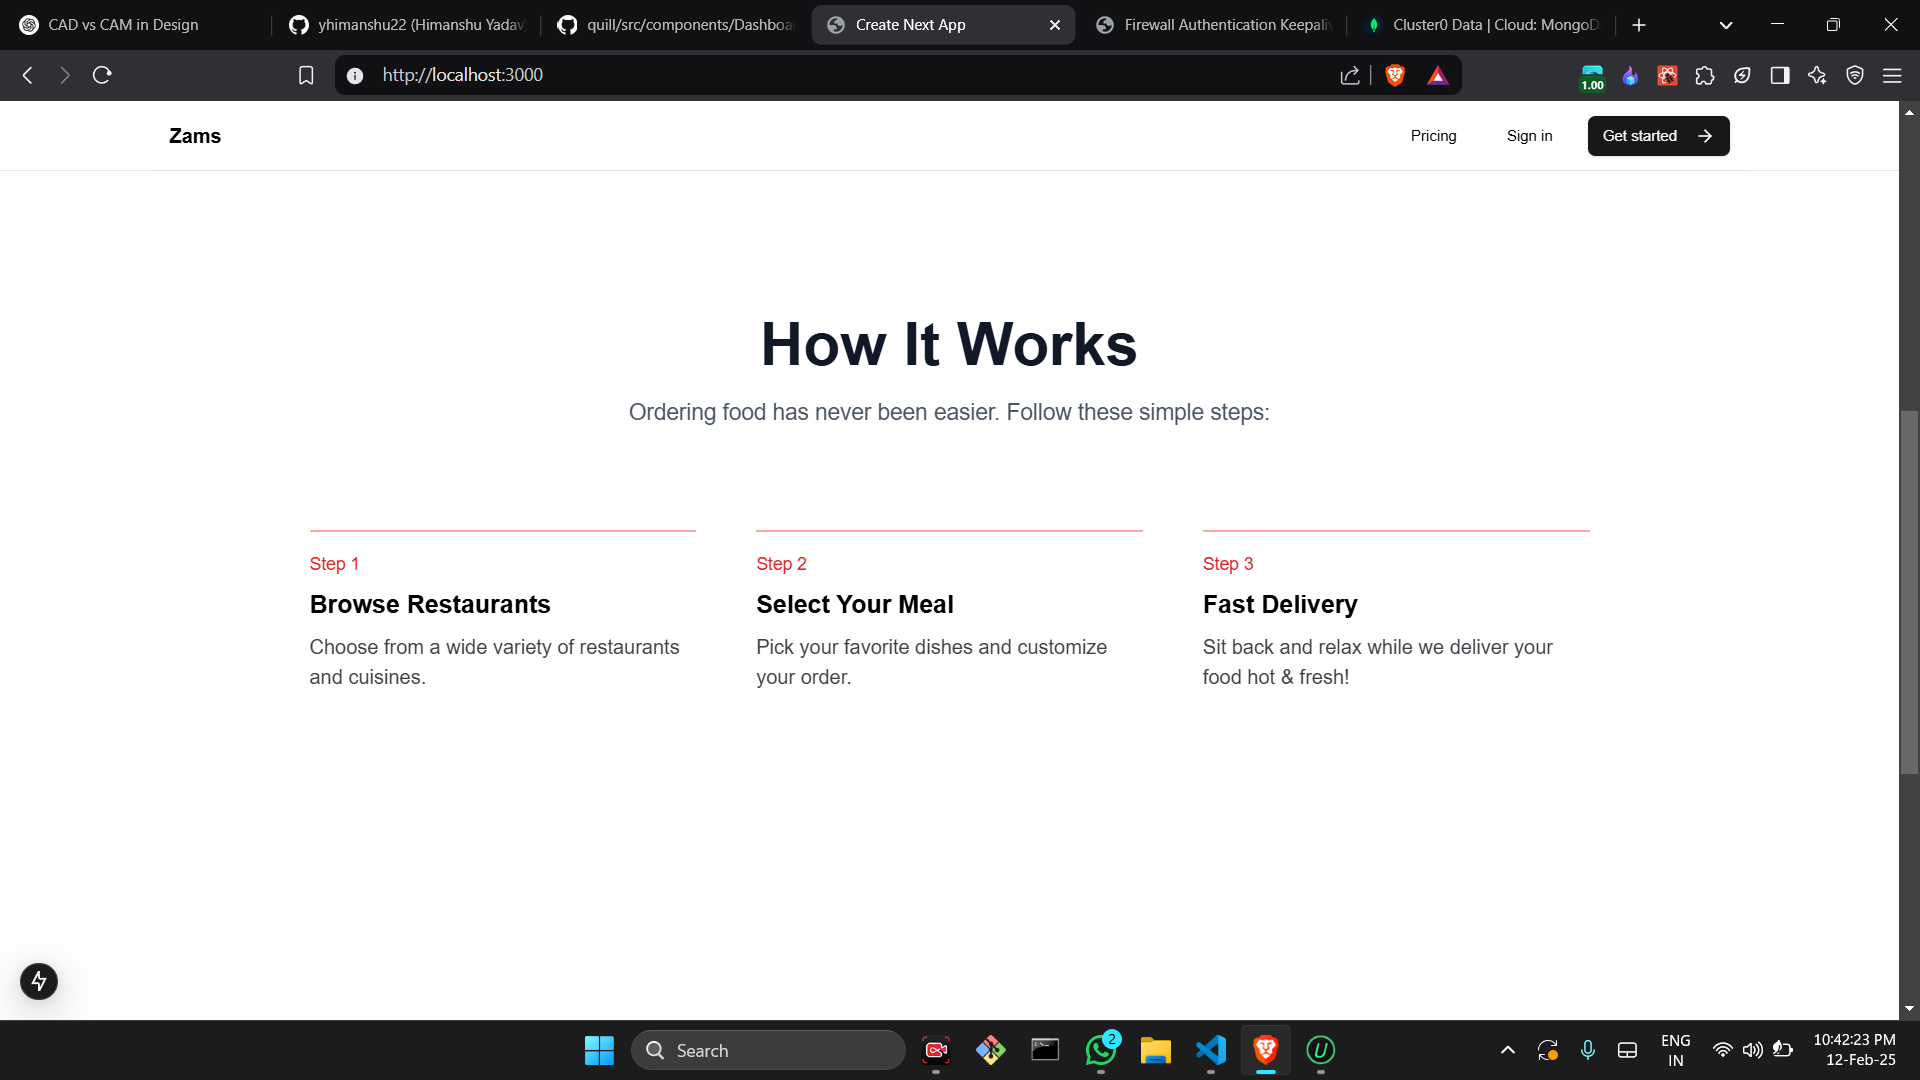 CAD vs CAM in Design
yhimanshu22 (Himanshu Yadav
quill/src/components/Dashboa
Create Next App
Firewall Authentication Keepaliv
Cluster0 Data | Cloud: MongoD
http://localhost:3000
1.00
Zams
Pricing
Sign in
Get started
How It Works
Ordering food has never been easier. Follow these simple steps:
Step 1
Browse Restaurants
Choose from a wide variety of restaurants
and cuisines.
Step 2
Select Your Meal
Pick your favorite dishes and customize
your order.
Step 3
Fast Delivery
Sit back and relax while we deliver your
food hot & fresh!
Search
2
ENG
IN
10:42:23 PM
12-Feb-25